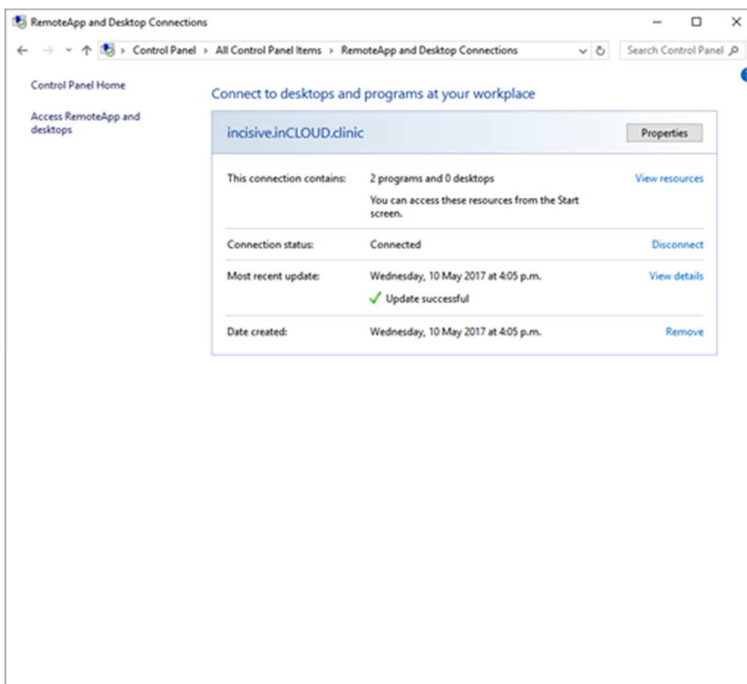 RemoteApp and Desktop Connections
Control Panel > All Control Panel Items > RemoteApp and Desktop Connections
Search Control Panel
Control Panel Home
Access RemoteApp and
desktops
Connect to desktops and programs at your workplace
incisive.inCLOUD.clinic
Properties
This connection contains: 2 programs and 0 desktops View resources
You can access these resources from the Start
screen.
Connection status: Connected Disconnect
Most recent update: Wednesday, 10 May 2017 at 4:05 p.m. View details
Update successful
Date created: Wednesday, 10 May 2017 at 4:05 p.m. Remove